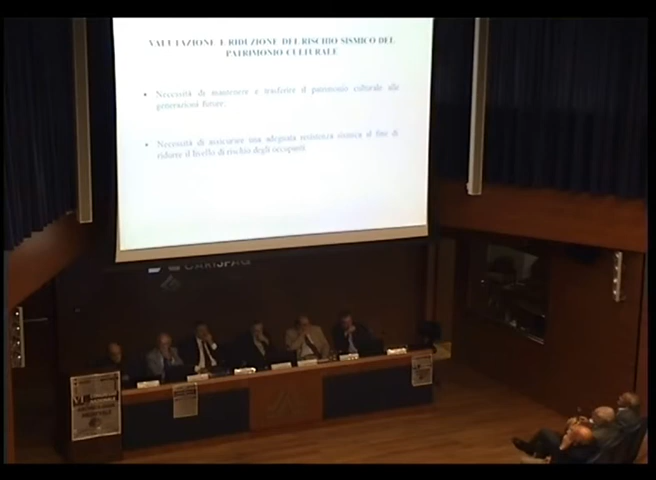 VALUTAZIONE E RIDUZIONE DEL RISCHIO SISMICO DEL
PATRIMONIO CULTURALE
• Necessità di mantenere e trasferire il patrimonio culturale alle
generazioni future.
• Necessità di assicurare una adeguata resistenza sismica al fine di
ridurre il livello di rischio degli occupanti
CARISPAQ